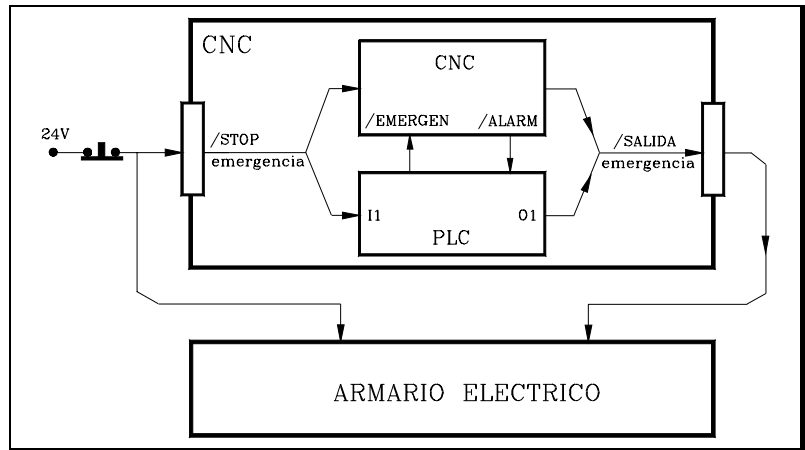 CNC
CNC
24V
/STOP
emergencia
/EMERGEN
/ALARM
/SALIDA
emergencia
I1
O1
PLC
ARMARIO ELECTRICO